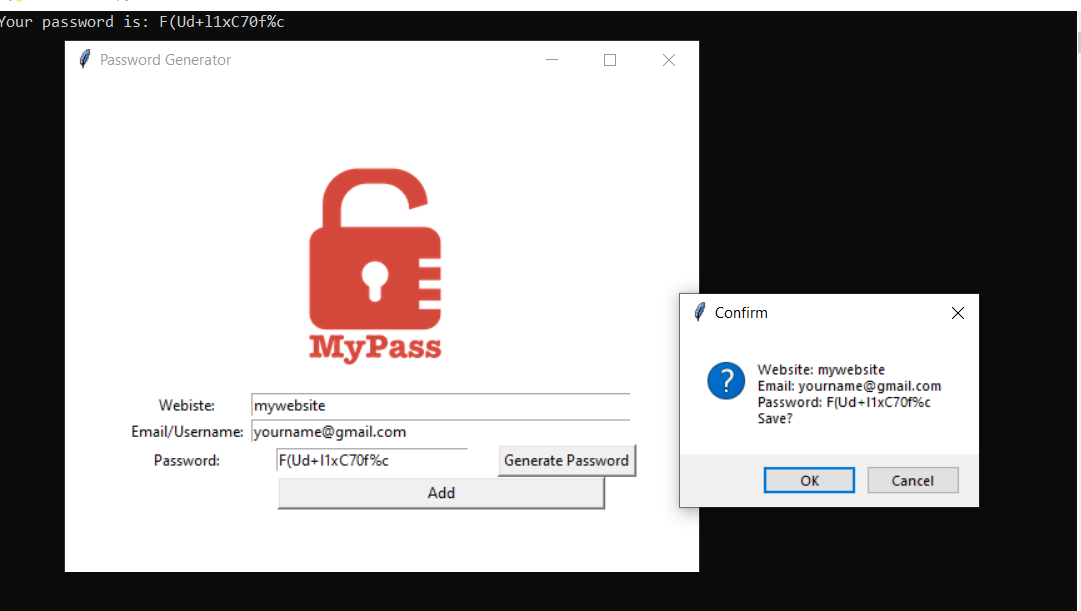 Your password is: F(Ud+l1xC70f%c
Password Generator
MyPass
Webiste:
mywebsite
Email/Username:
yourname@gmail.com
Password:
F(Ud+l1xC70f%c
Generate Password
Add
Confirm
Website: mywebsite
Email: yourname@gmail.com
Password: F(Ud+l1xC70f%c
Save?
OK
Cancel